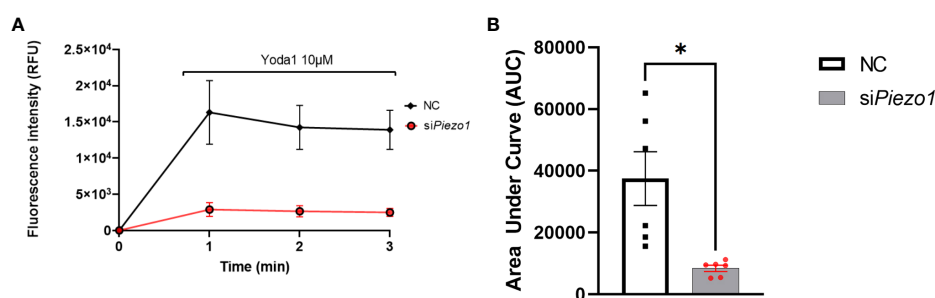 A
Fluorescence Intensity (RFU)
2.5×10⁴
2×10⁴
1.5×10⁴
1×10⁴
5×10³
0
Yoda1 10μM
NC
siPiezo1
0 1 2 3
Time (min)
B
Area Under Curve (AUC)
80000
60000
40000
20000
0
*
NC
siPiezo1